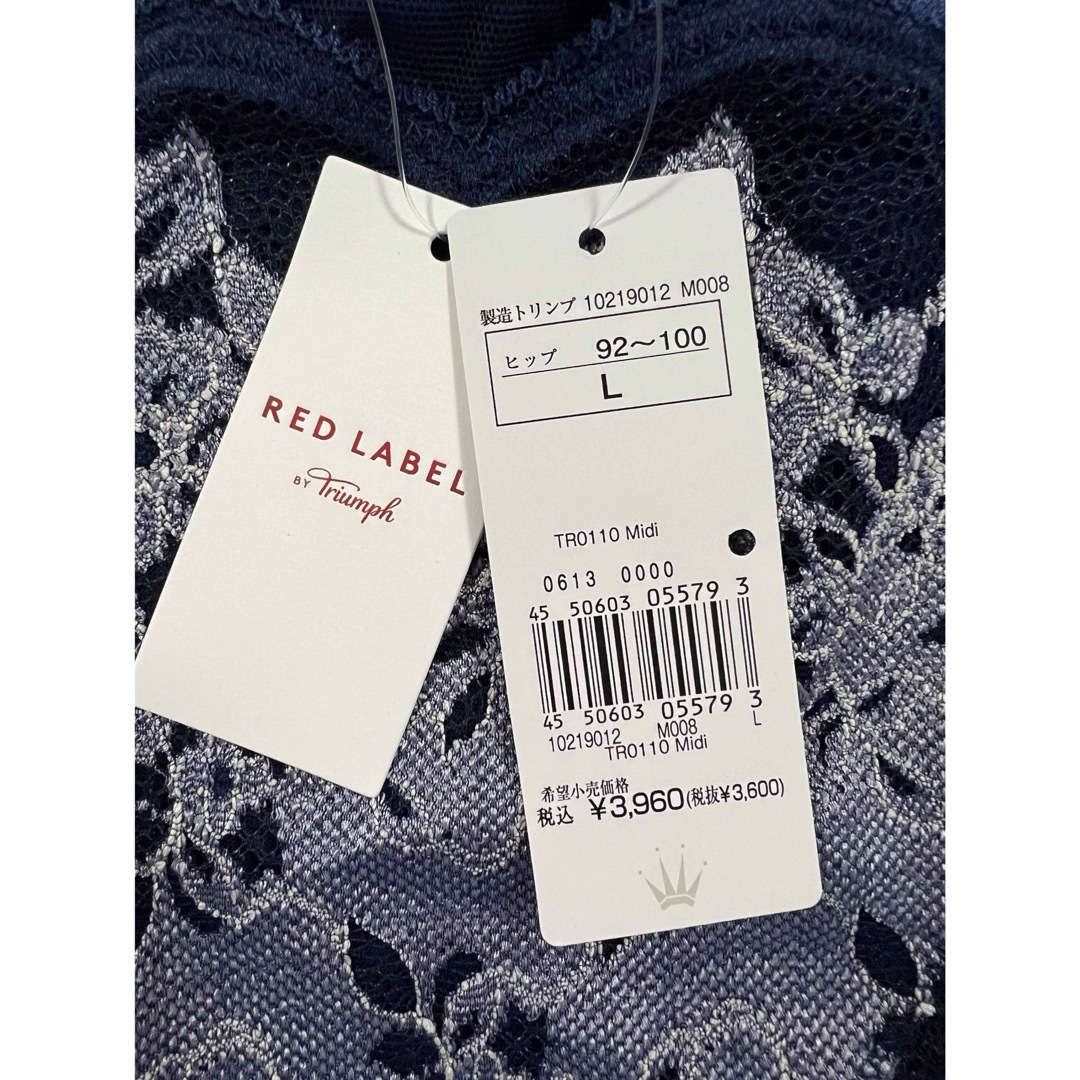 RED LABEL
BY Triumph
製造トリンプ 10219012 M008
ヒップ 92～100
L
TR0110 Midi
0613 0000
45 50603 05579 3
45 50603 05579 3
10219012 M008 L
TR0110 Midi
希望小売価格
税込 ¥3,960(税抜¥3,600)